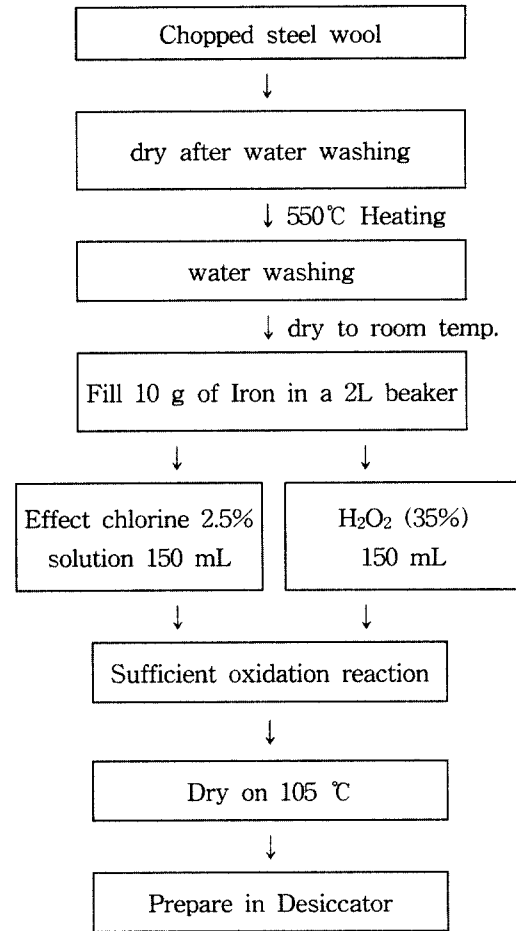 Chopped steel wool
↓
dry after water washing
↓ 550℃ Heating
water washing
↓ dry to room temp.
Fill 10 g of Iron in a 2L beaker
↓ ↓
Effect chlorine 2.5%
solution 150 mL
H₂O₂ (35%)
150 mL
↓ ↓
Sufficient oxidation reaction
↓
Dry on 105 ℃
↓
Prepare in Desiccator